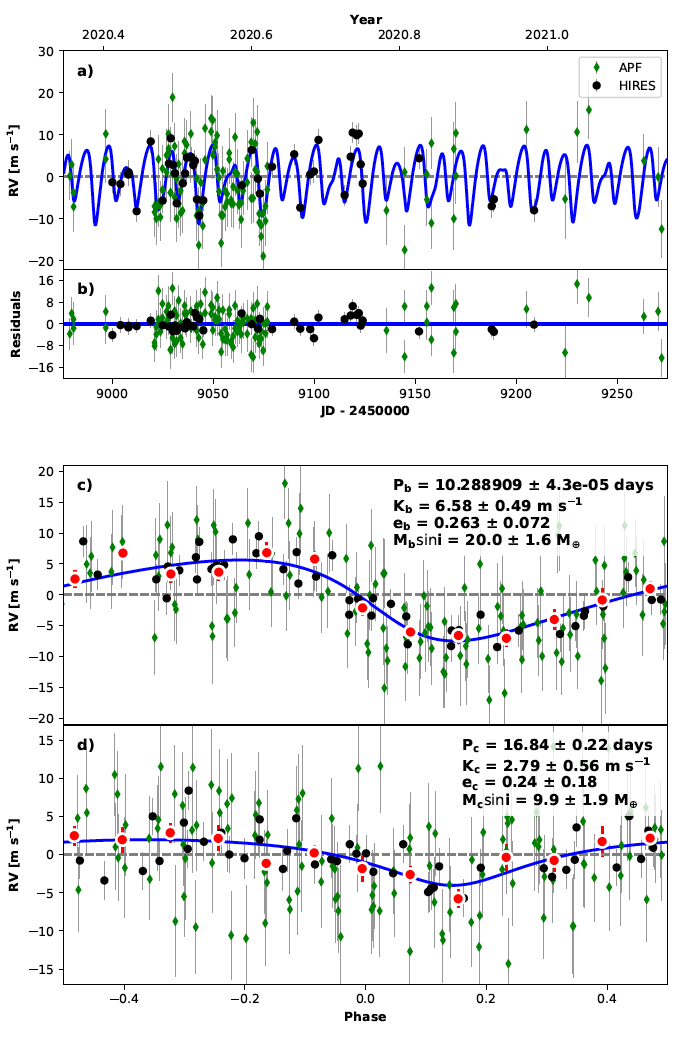 Year
2020.4 2020.6 2020.8 2021.0
a)
APF
HIRES
30
20
10
0
−10
−20
RV [m s⁻¹]
b)
16
8
0
−8
−16
Residuals
9000 9050 9100 9150 9200 9250
JD - 2450000
c)
P_b = 10.288909 ± 4.3e-05 days
K_b = 6.58 ± 0.49 m s⁻¹
e_b = 0.263 ± 0.072
M_bsini = 20.0 ± 1.6 M⊕
20
15
10
5
0
−5
−10
−15
−20
RV [m s⁻¹]
d)
P_c = 16.84 ± 0.22 days
K_c = 2.79 ± 0.56 m s⁻¹
e_c = 0.24 ± 0.18
M_csini = 9.9 ± 1.9 M⊕
15
10
5
0
−5
−10
−15
RV [m s⁻¹]
−0.4 −0.2 0.0 0.2 0.4
Phase